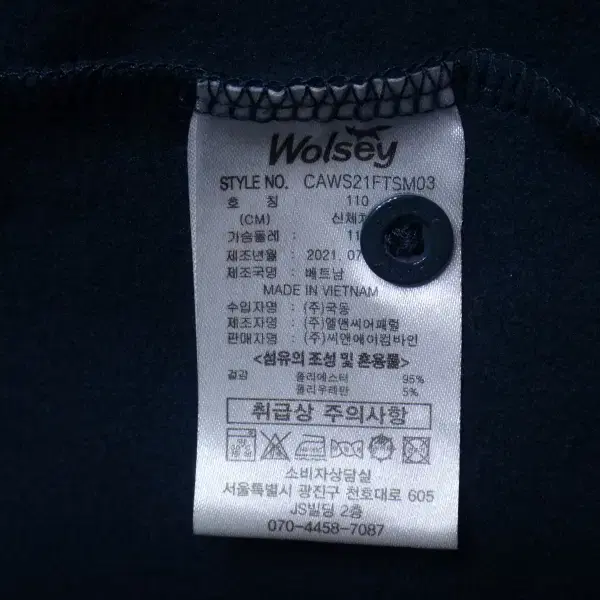 Wolsey
STYLE NO. CAWS21FTSM03
호 칭 110
(CM) 신체
가슴둘레 : 11
제조년월 : 2021. 07
제조국명 : 베트남
MADE IN VIETNAM
수입자명 : (주)국동
제조자명 : (주)엘앤씨어패럴
판매자명 : (주)씨앤에이컴바인
<섬유의 조성 및 혼용률>
겉감 폴리에스터 95%
폴리우레탄 5%
취급상 주의사항
소비자상담실
서울특별시 광진구 천호대로 605
JS빌딩 2층
070-4458-7087